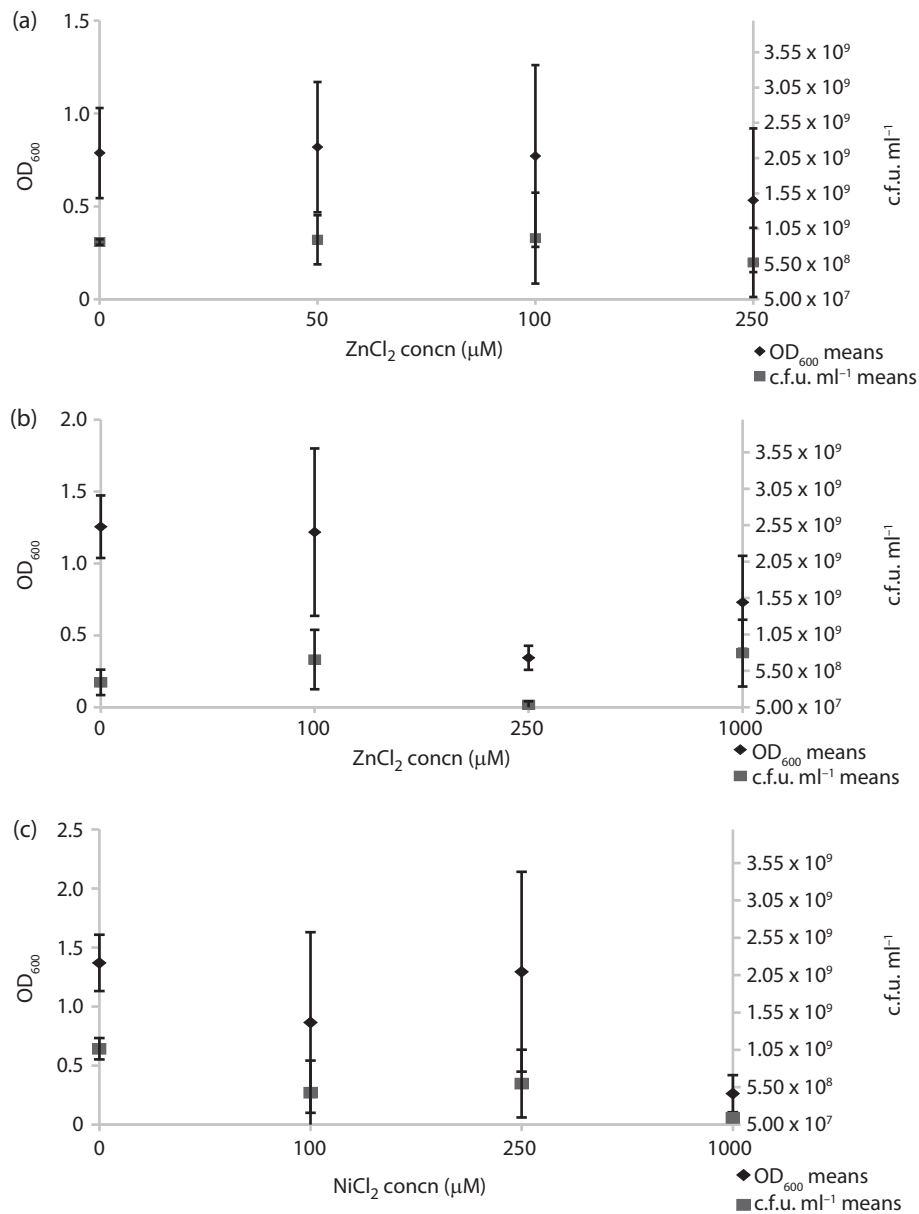 (a)
1.5
1.0
0.5
0
OD₆₀₀
3.55 x 10⁹
3.05 x 10⁹
2.55 x 10⁹
2.05 x 10⁹
1.55 x 10⁹
1.05 x 10⁹
5.50 x 10⁸
5.00 x 10⁷
c.f.u. ml⁻¹
0 50 100 250
ZnCl₂ concn (μM)
OD₆₀₀ means
c.f.u. ml⁻¹ means
(b)
2.0
1.5
1.0
0.5
0
OD₆₀₀
3.55 x 10⁹
3.05 x 10⁹
2.55 x 10⁹
2.05 x 10⁹
1.55 x 10⁹
1.05 x 10⁹
5.50 x 10⁸
5.00 x 10⁷
c.f.u. ml⁻¹
0 100 250 1000
ZnCl₂ concn (μM)
OD₆₀₀ means
c.f.u. ml⁻¹ means
(c)
2.5
2.0
1.5
1.0
0.5
0
OD₆₀₀
3.55 x 10⁹
3.05 x 10⁹
2.55 x 10⁹
2.05 x 10⁹
1.55 x 10⁹
1.05 x 10⁹
5.50 x 10⁸
5.00 x 10⁷
c.f.u. ml⁻¹
0 100 250 1000
NiCl₂ concn (μM)
OD₆₀₀ means
c.f.u. ml⁻¹ means